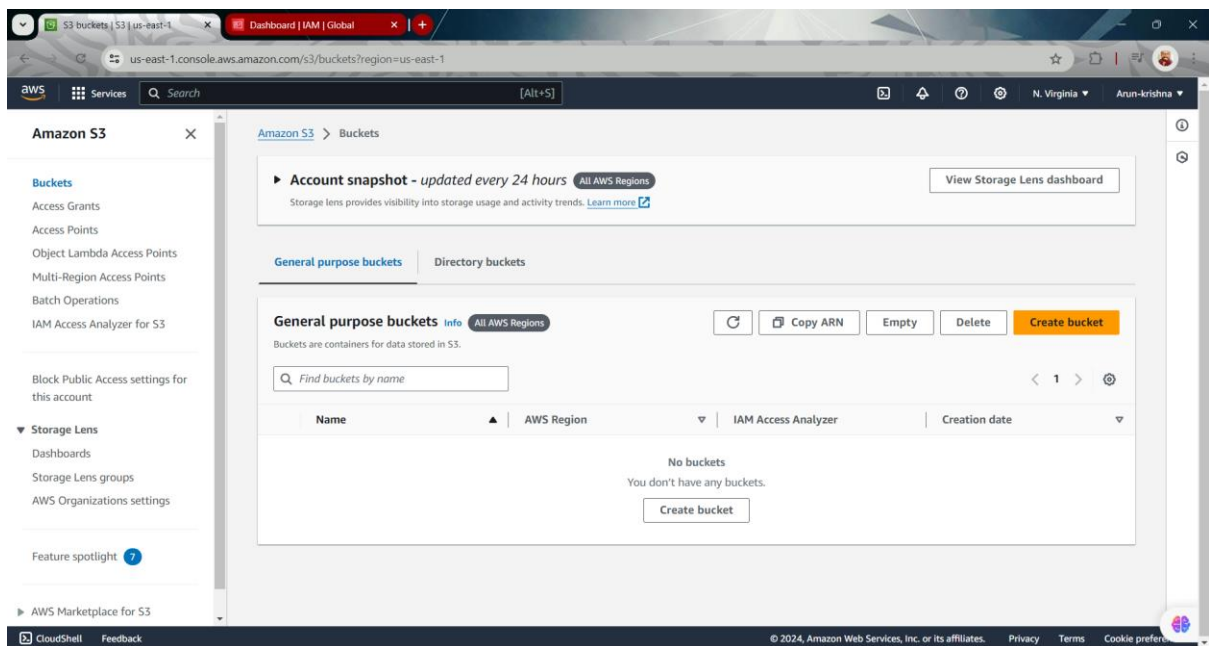 S3 buckets | S3 | us-east-1
Dashboard | IAM | Global
us-east-1.console.aws.amazon.com/s3/buckets?region=us-east-1
aws
Services
Search
[Alt+S]
N. Virginia
Arun-krishna
Amazon S3
Buckets
Access Grants
Access Points
Object Lambda Access Points
Multi-Region Access Points
Batch Operations
IAM Access Analyzer for S3
Block Public Access settings for
this account
Storage Lens
Dashboards
Storage Lens groups
AWS Organizations settings
Feature spotlight 7
AWS Marketplace for S3
Amazon S3 > Buckets
Account snapshot - updated every 24 hours All AWS Regions
Storage lens provides visibility into storage usage and activity trends. Learn more
View Storage Lens dashboard
General purpose buckets
Directory buckets
General purpose buckets Info All AWS Regions
Buckets are containers for data stored in S3.
Copy ARN
Empty
Delete
Create bucket
Find buckets by name
1
Name
AWS Region
IAM Access Analyzer
Creation date
No buckets
You don't have any buckets.
Create bucket
CloudShell
Feedback
© 2024, Amazon Web Services, Inc. or its affiliates.
Privacy
Terms
Cookie prefer